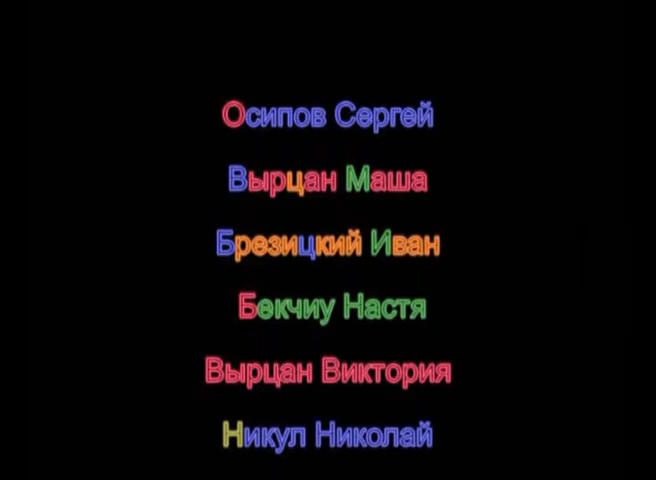 Осипов Сергей
Вырцан Маша
Брезицкий Иван
Бекчиу Настя
Вырцан Виктория
Никул Николай